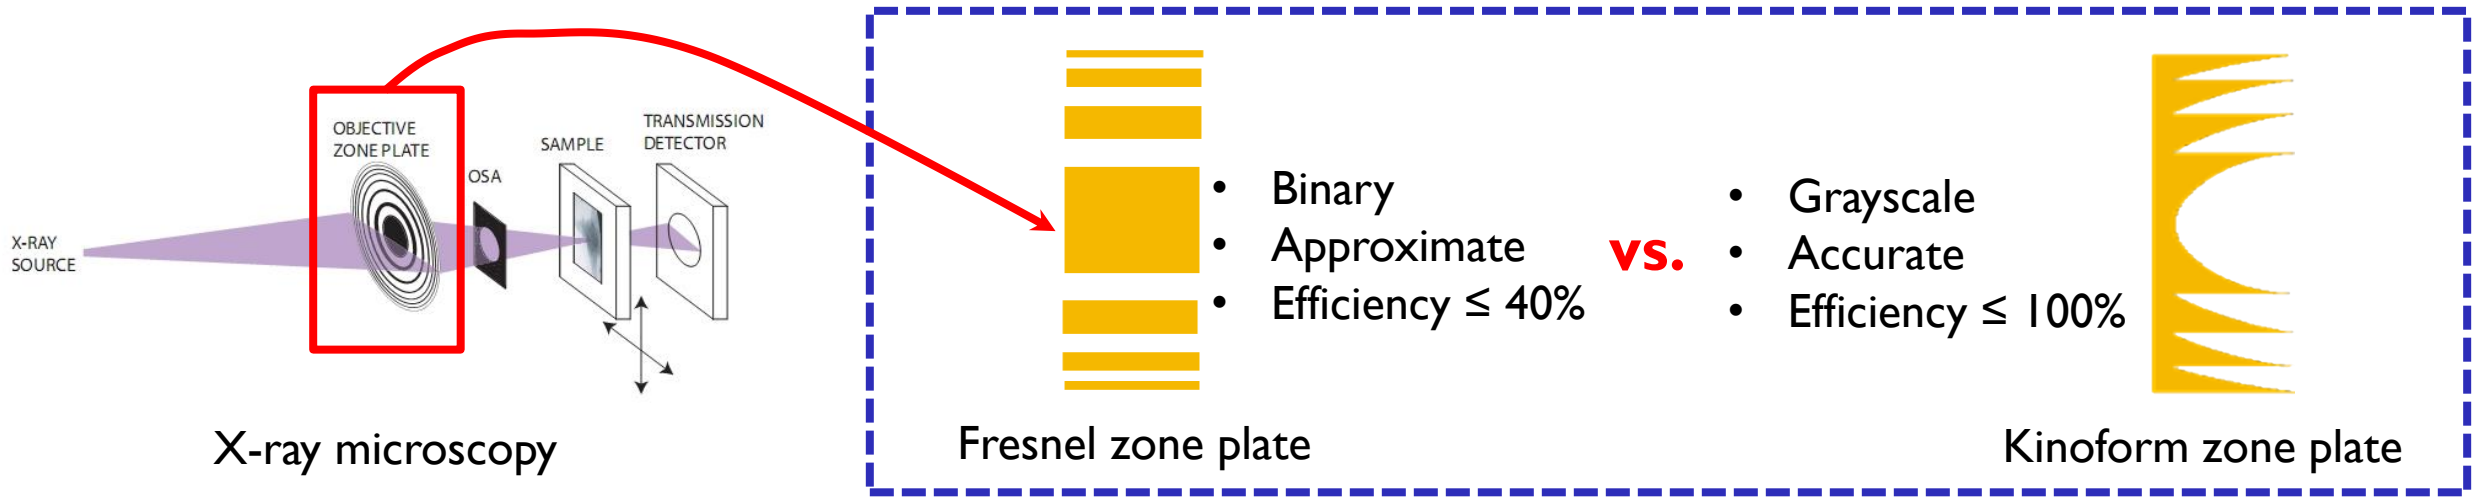 OBJECTIVE
ZONE PLATE
OSA
SAMPLE
TRANSMISSION
DETECTOR
X-RAY
SOURCE
X-ray microscopy
• Binary
• Approximate
• Efficiency ≤ 40%
Fresnel zone plate
vs.
• Grayscale
• Accurate
• Efficiency ≤ 100%
Kinoform zone plate